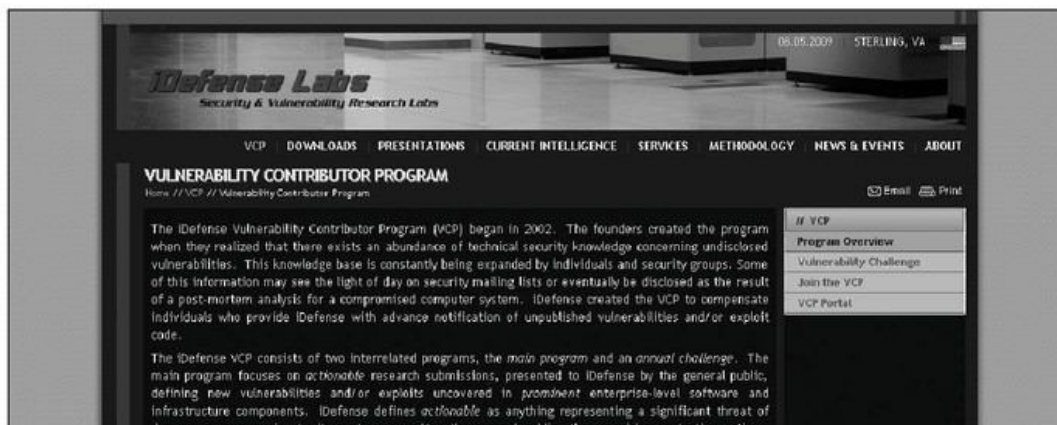 08.05.2009 STERLING, VA
iDefense Labs
Security & Vulnerability Research Labs
VCP DOWNLOADS PRESENTATIONS CURRENT INTELLIGENCE SERVICES METHODOLOGY NEWS & EVENTS ABOUT
VULNERABILITY CONTRIBUTOR PROGRAM
Home // VCP // Vulnerability Contributor Program
Email Print
The iDefense Vulnerability Contributor Program (VCP) began in 2002. The founders created the program
when they realized that there exists an abundance of technical security knowledge concerning undisclosed
vulnerabilities. This knowledge base is constantly being expanded by individuals and security groups. Some
of this information may see the light of day on security mailing lists or eventually be disclosed as the result
of a post-mortem analysis for a compromised computer system. iDefense created the VCP to compensate
individuals who provide iDefense with advance notification of unpublished vulnerabilities and/or exploit
code.
The iDefense VCP consists of two interrelated programs, the main program and an annual challenge. The
main program focuses on actionable research submissions, presented to iDefense by the general public,
defining new vulnerabilities and/or exploits uncovered in prominent enterprise-level software and
infrastructure components. iDefense defines actionable as anything representing a significant threat of
// VCP
Program Overview
Vulnerability Challenge
Join the VCP
VCP Portal